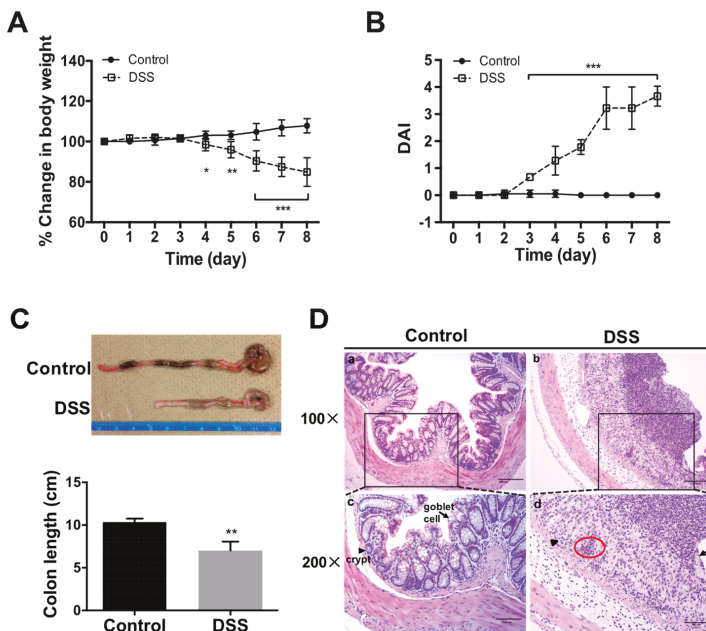 A
Control
DSS
% Change in body weight
120
100
80
60
*
**
***
0 1 2 3 4 5 6 7 8
Time (day)
B
Control
DSS
***
DAI
5
4
3
2
1
0
-1
0 1 2 3 4 5 6 7 8
Time (day)
C
Control
DSS
Colon length (cm)
15
10
5
0
**
Control DSS
D
Control DSS
100×
200×
a
b
c
goblet
cell
crypt
d